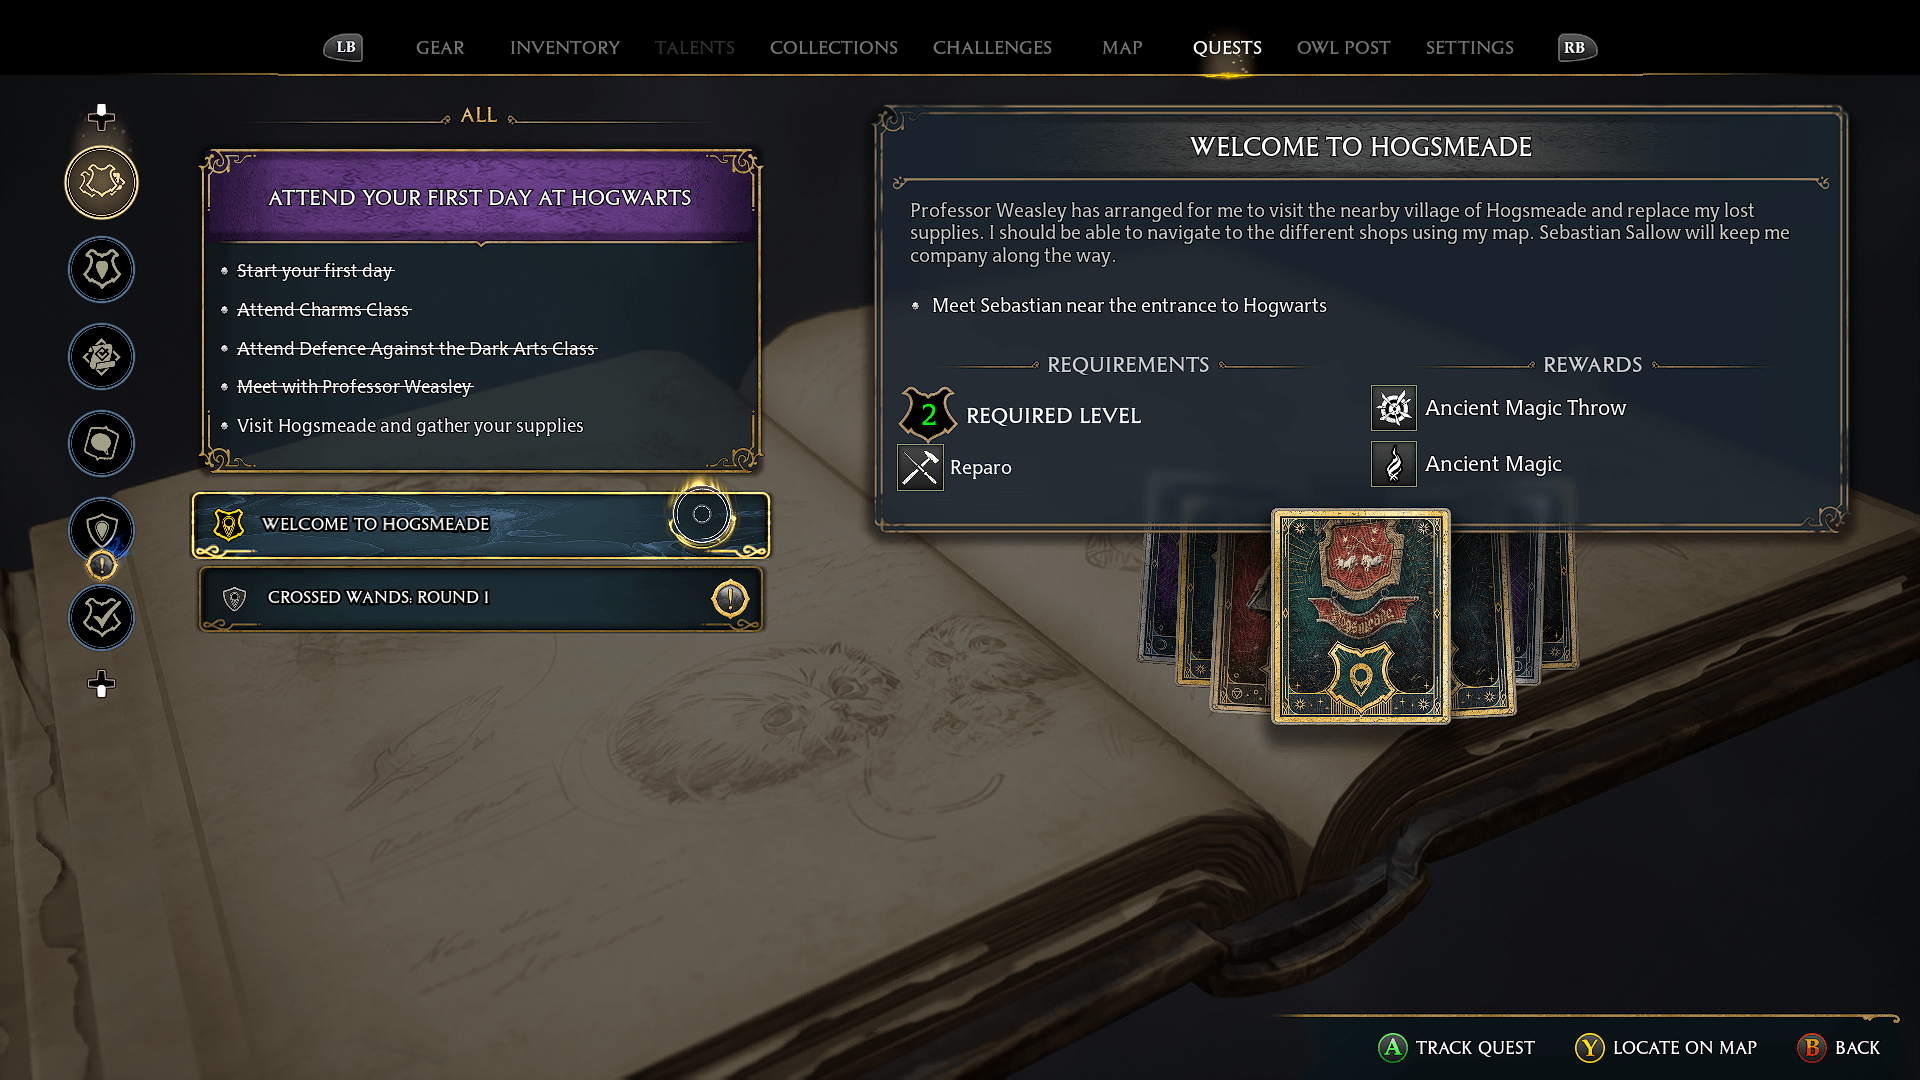 LB
GEAR
INVENTORY
TALENTS
COLLECTIONS
CHALLENGES
MAP
QUESTS
OWL POST
SETTINGS
RB
ALL
ATTEND YOUR FIRST DAY AT HOGWARTS
Start your first day
Attend Charms Class
Attend Defence Against the Dark Arts Class
Meet with Professor Weasley
Visit Hogsmeade and gather your supplies
WELCOME TO HOGSMEADE
CROSSED WANDS: ROUND 1
WELCOME TO HOGSMEADE
Professor Weasley has arranged for me to visit the nearby village of Hogsmeade and replace my lost
supplies. I should be able to navigate to the different shops using my map. Sebastian Sallow will keep me
company along the way.
Meet Sebastian near the entrance to Hogwarts
REQUIREMENTS
2 REQUIRED LEVEL
Reparo
REWARDS
Ancient Magic Throw
Ancient Magic
Hogsmeade
A TRACK QUEST
Y LOCATE ON MAP
B BACK